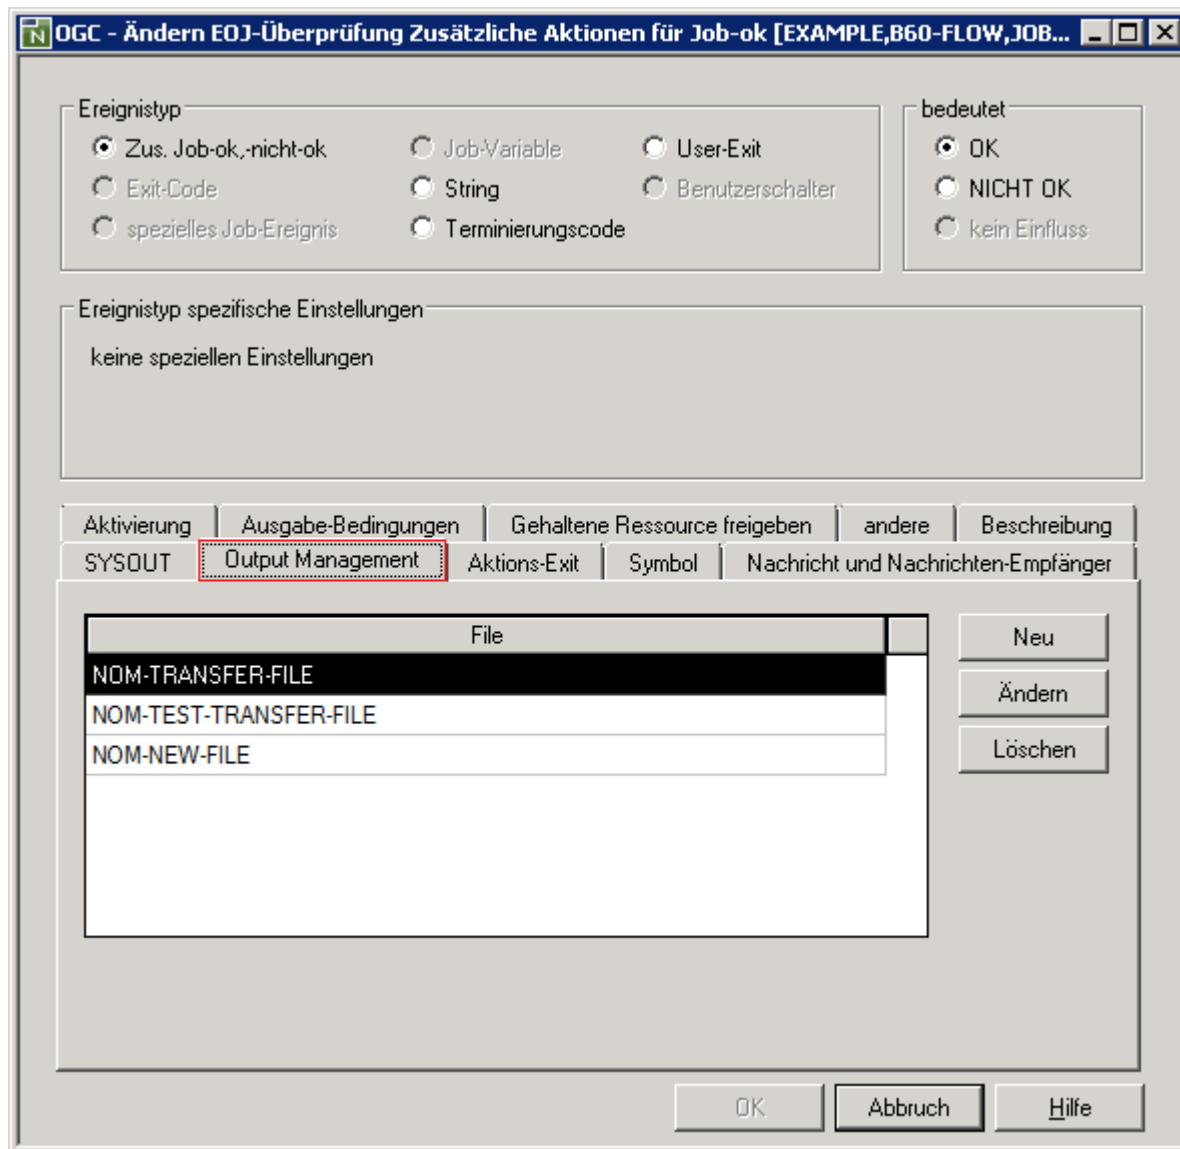 OGC - Ändern EOJ-Überprüfung Zusätzliche Aktionen für Job-ok [EXAMPLE,B60-FLOW,JOB...
Ereignistyp
bedeutet
Zus. Job-ok,-nicht-ok
Job-Variable
User-Exit
OK
Exit-Code
String
Benutzerschalter
NICHT OK
spezielles Job-Ereignis
Terminierungscode
kein Einfluss
Ereignistyp spezifische Einstellungen
keine speziellen Einstellungen
Aktivierung
Ausgabe-Bedingungen
Gehaltene Ressource freigeben
andere
Beschreibung
SYSOUT
Output Management
Aktions-Exit
Symbol
Nachricht und Nachrichten-Empfänger
File
Neu
NOM-TRANSFER-FILE
Ändern
NOM-TEST-TRANSFER-FILE
NOM-NEW-FILE
Löschen
OK
Abbruch
Hilfe